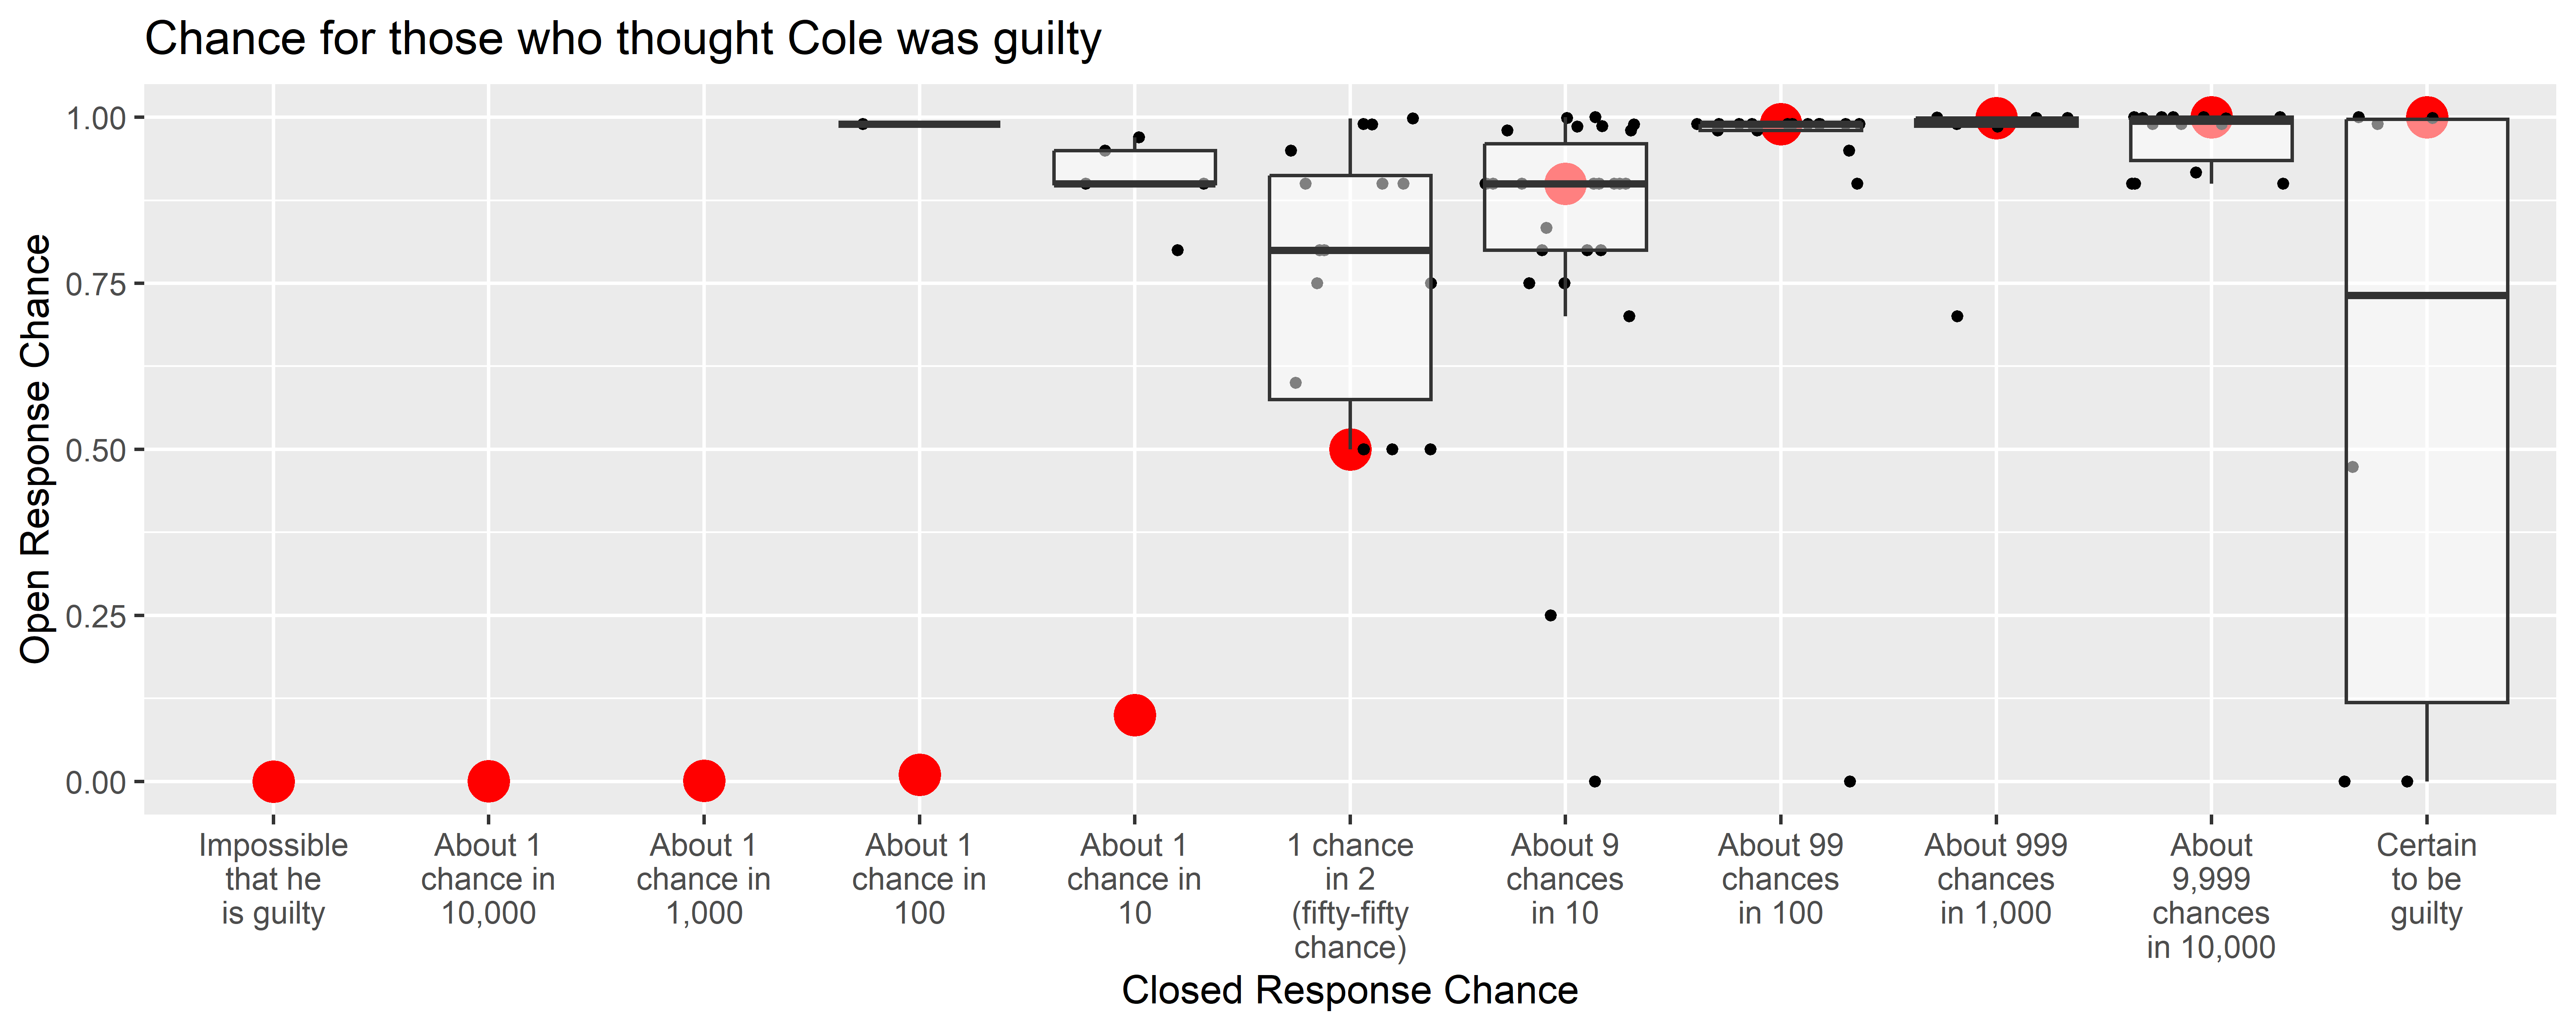 Chance for those who thought Cole was guilty
Open Response Chance
1.00
0.75
0.50
0.25
0.00
Impossible
that he
is guilty
About 1
chance in
10,000
About 1
chance in
1,000
About 1
chance in
100
About 1
chance in
10
1 chance
in 2
(fifty-fifty
chance)
About 9
chances
in 10
About 99
chances
in 100
About 999
chances
in 1,000
About
9,999
chances
in 10,000
Certain
to be
guilty
Closed Response Chance